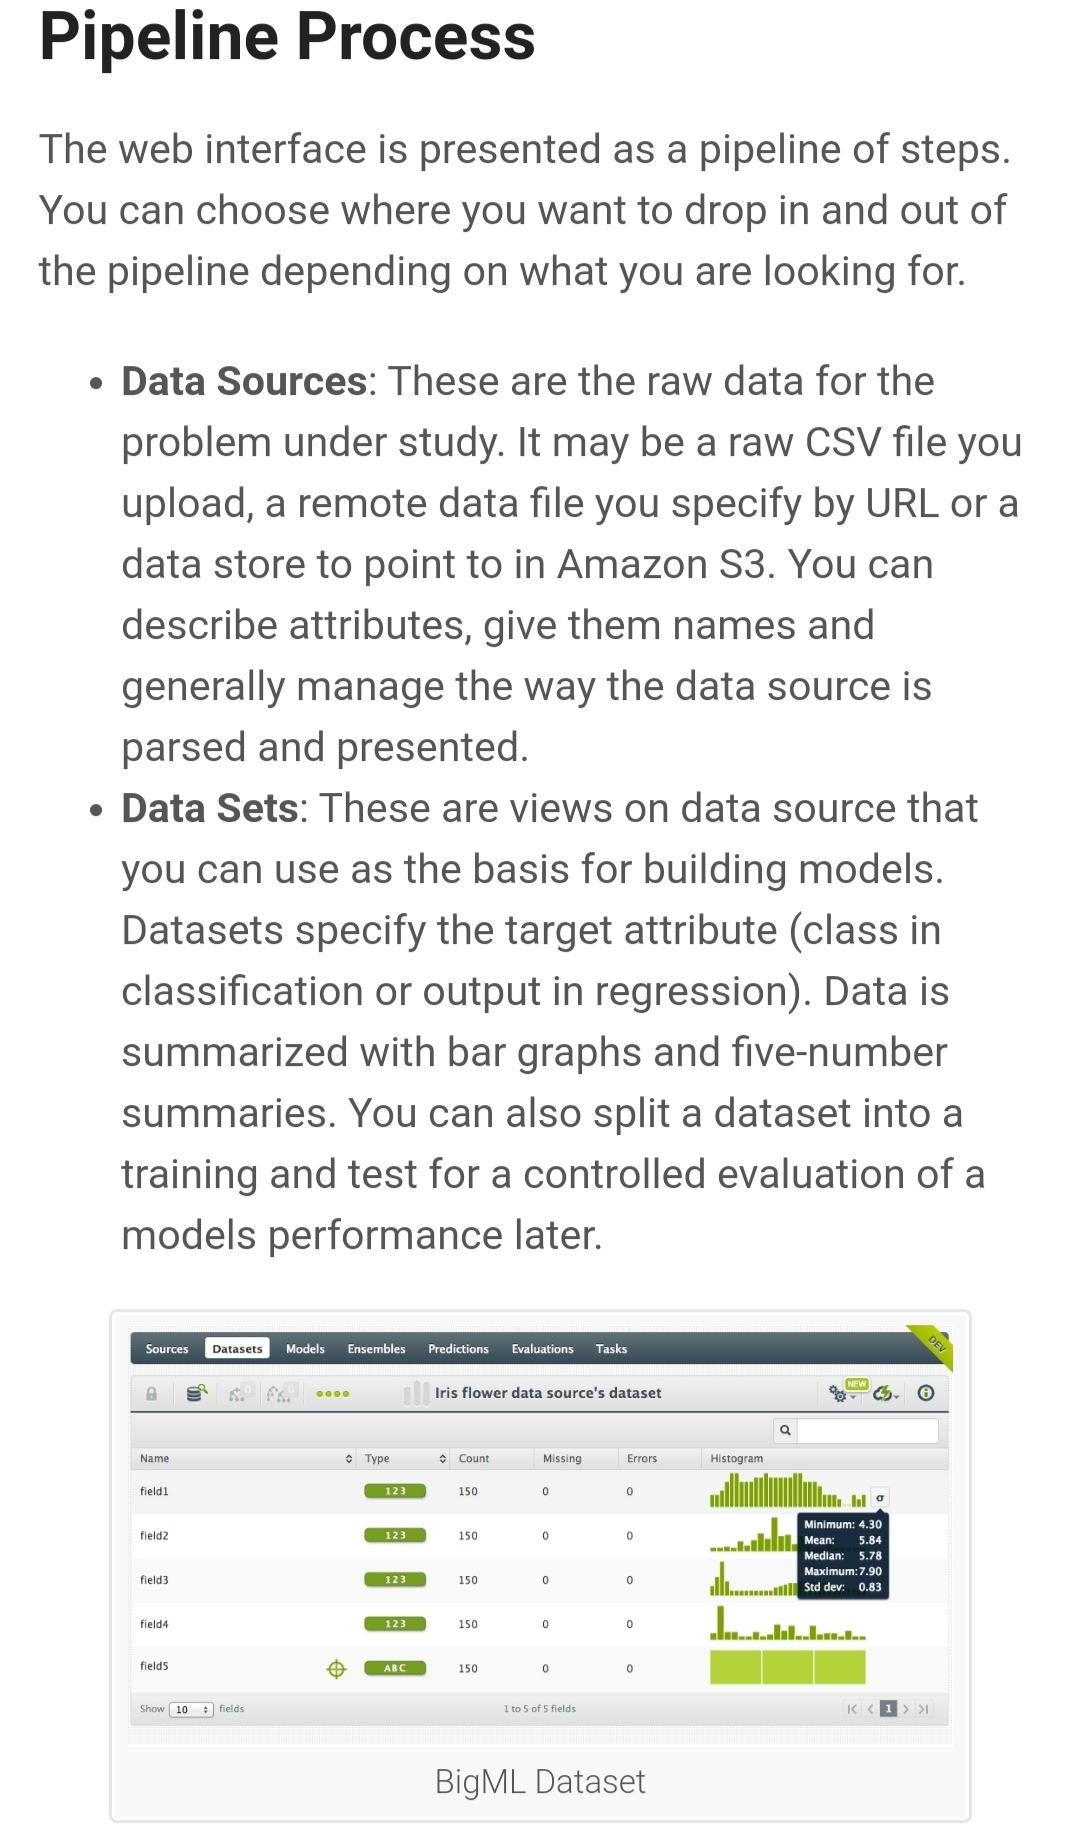 Pipeline Process
The web interface is presented as a pipeline of steps.
You can choose where you want to drop in and out of
the pipeline depending on what you are looking for.
• Data Sources: These are the raw data for the
problem under study. It may be a raw CSV file you
upload, a remote data file you specify by URL or a
data store to point to in Amazon S3. You can
describe attributes, give them names and
generally manage the way the data source is
parsed and presented.
• Data Sets: These are views on data source that
you can use as the basis for building models.
Datasets specify the target attribute (class in
classification or output in regression). Data is
summarized with bar graphs and five-number
summaries. You can also split a dataset into a
training and test for a controlled evaluation of a
models performance later.
Sources Datasets Models Ensembles Predictions Evaluations Tasks DEV
Iris flower data source's dataset NEW
Name Type Count Missing Errors Histogram
field1 123 150 0 0 σ
Minimum: 4.30
field2 123 150 0 0
Mean: 5.84
Median: 5.78
Maximum:7.90
field3 123 150 0 0
Std dev: 0.83
field4 123 150 0 0
field5 ABC 150 0 0
Show 10 fields 1 to 5 of 5 fields 1
BigML Dataset